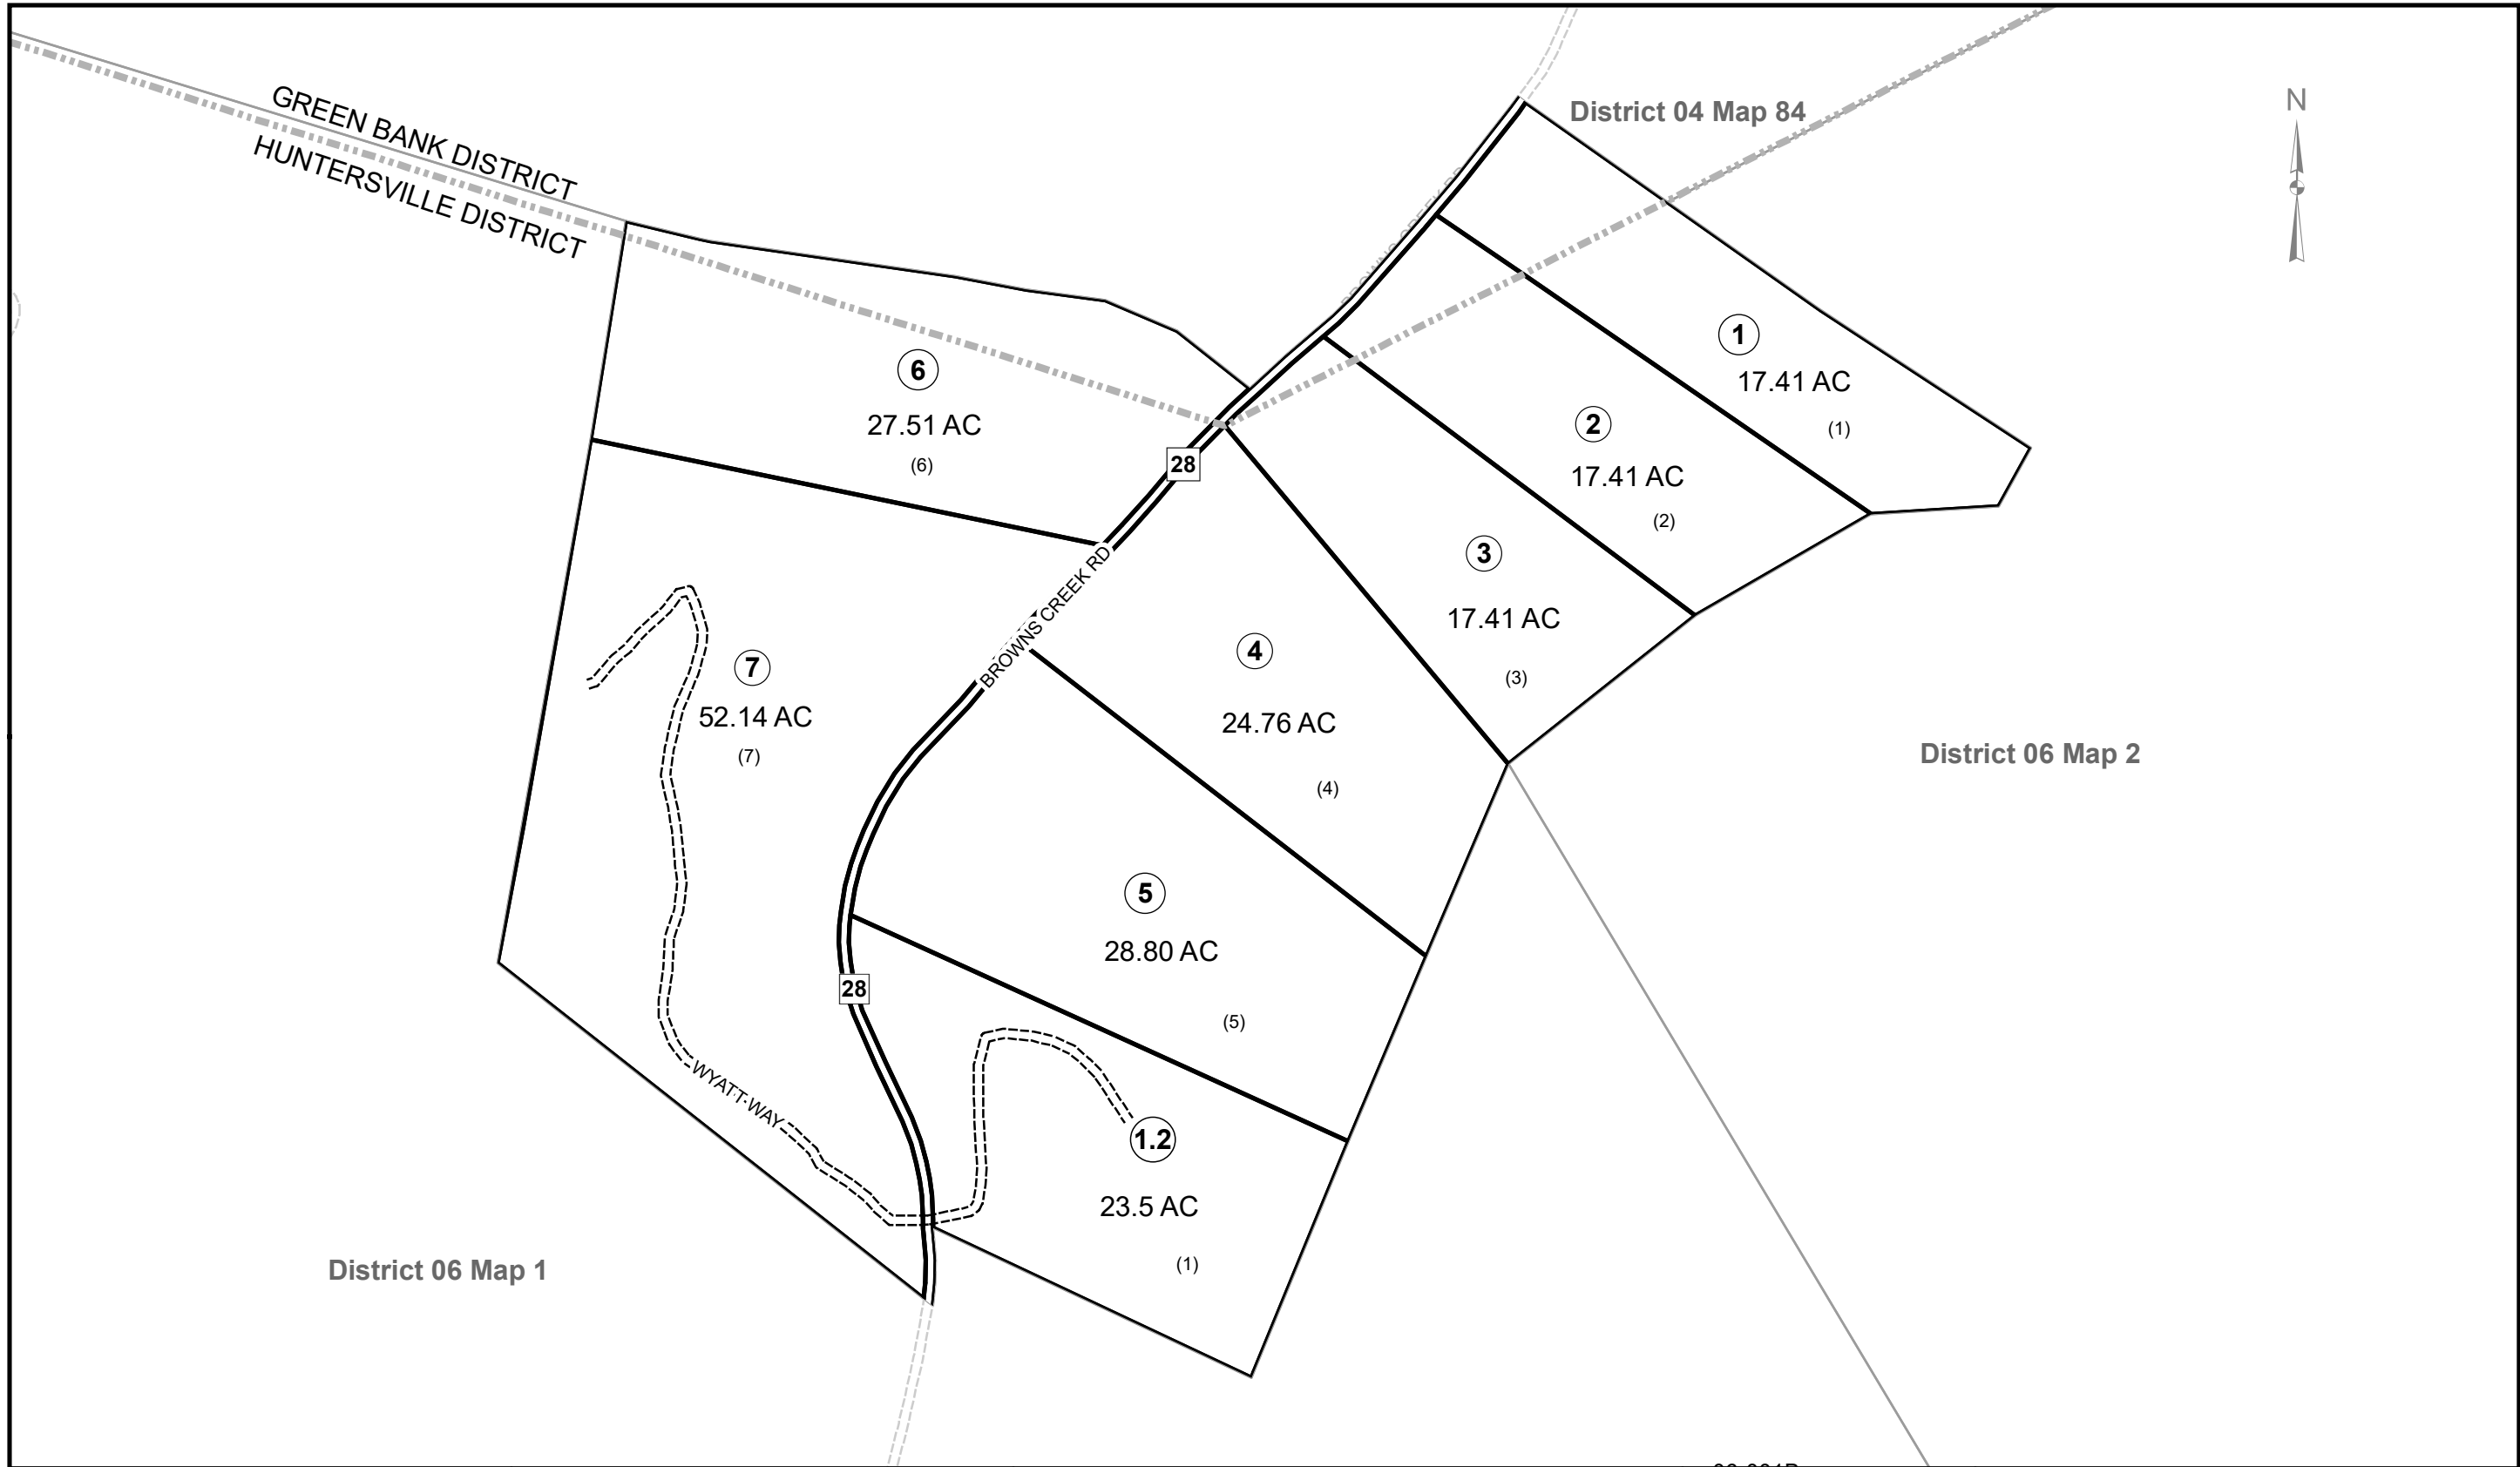 GREEN BANK DISTRICT
HUNTERSVILLE DISTRICT
District 04 Map 84
N
1
17.41 AC
(1)
6
27.51 AC
(6)
2
17.41 AC
(2)
28
3
17.41 AC
(3)
BROWNS CREEK RD
4
24.76 AC
(4)
7
52.14 AC
(7)
District 06 Map 2
5
28.80 AC
(5)
28
WYATT WAY
1.2
23.5 AC
(1)
District 06 Map 1